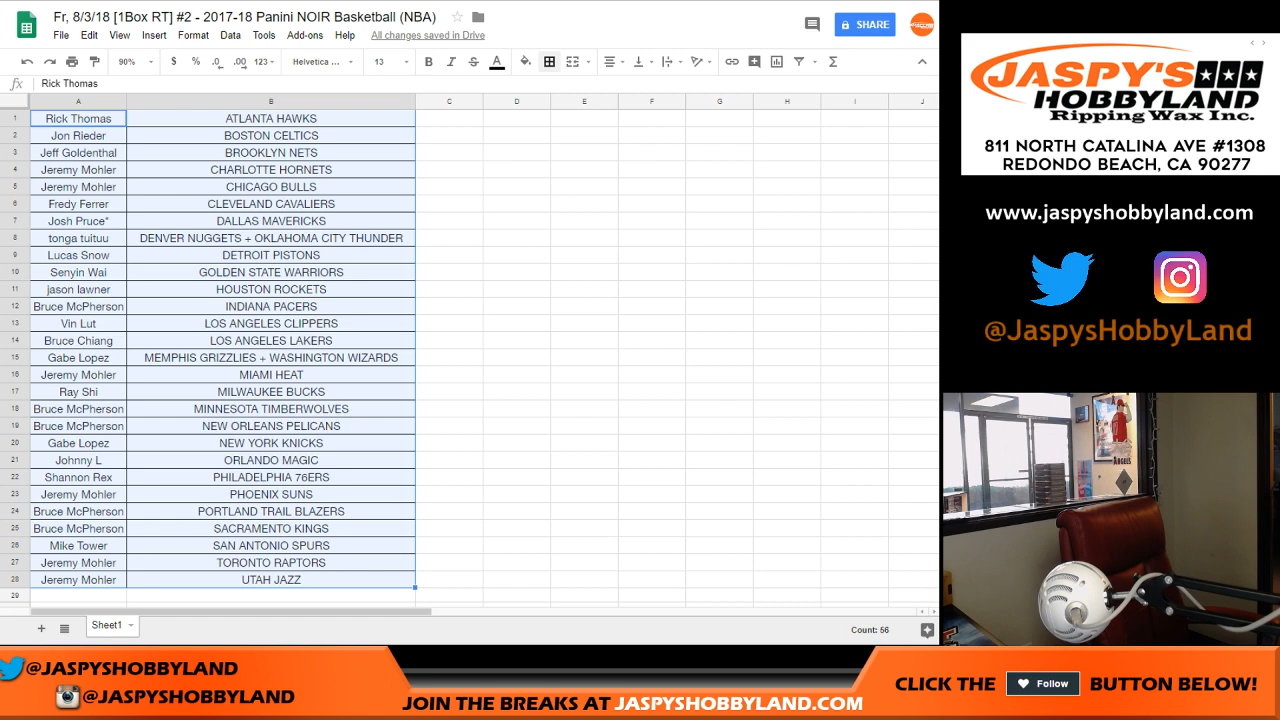 Fr, 8/3/18 [1Box RT] #2 - 2017-18 Panini NOIR Basketball (NBA)
File Edit View Insert Format Data Tools Add-ons Help All changes saved in Drive
SHARE
90% $ % .0 .00 123 Helvetica ... 13 B I S A
fx Rick Thomas
A B C D E F G H I J
1 Rick Thomas ATLANTA HAWKS
2 Jon Rieder BOSTON CELTICS
3 Jeff Goldenthal BROOKLYN NETS
4 Jeremy Mohler CHARLOTTE HORNETS
5 Jeremy Mohler CHICAGO BULLS
6 Fredy Ferrer CLEVELAND CAVALIERS
7 Josh Pruce* DALLAS MAVERICKS
8 tonga tuituu DENVER NUGGETS + OKLAHOMA CITY THUNDER
9 Lucas Snow DETROIT PISTONS
10 Senyin Wai GOLDEN STATE WARRIORS
11 jason lawner HOUSTON ROCKETS
12 Bruce McPherson INDIANA PACERS
13 Vin Lut LOS ANGELES CLIPPERS
14 Bruce Chiang LOS ANGELES LAKERS
15 Gabe Lopez MEMPHIS GRIZZLIES + WASHINGTON WIZARDS
16 Jeremy Mohler MIAMI HEAT
17 Ray Shi MILWAUKEE BUCKS
18 Bruce McPherson MINNESOTA TIMBERWOLVES
19 Bruce McPherson NEW ORLEANS PELICANS
20 Gabe Lopez NEW YORK KNICKS
21 Johnny L ORLANDO MAGIC
22 Shannon Rex PHILADELPHIA 76ERS
23 Jeremy Mohler PHOENIX SUNS
24 Bruce McPherson PORTLAND TRAIL BLAZERS
25 Bruce McPherson SACRAMENTO KINGS
26 Mike Tower SAN ANTONIO SPURS
27 Jeremy Mohler TORONTO RAPTORS
28 Jeremy Mohler UTAH JAZZ
29
Sheet1
Count: 56
JASPY'S
HOBBYLAND
Ripping Wax Inc.
811 NORTH CATALINA AVE #1308
REDONDO BEACH, CA 90277
www.jaspyshobbyland.com
@JaspysHobbyLand
ANGELS
@JASPYSHOBBYLAND
@JASPYSHOBBYLAND
JOIN THE BREAKS AT JASPYSHOBBYLAND.COM
CLICK THE Follow BUTTON BELOW!